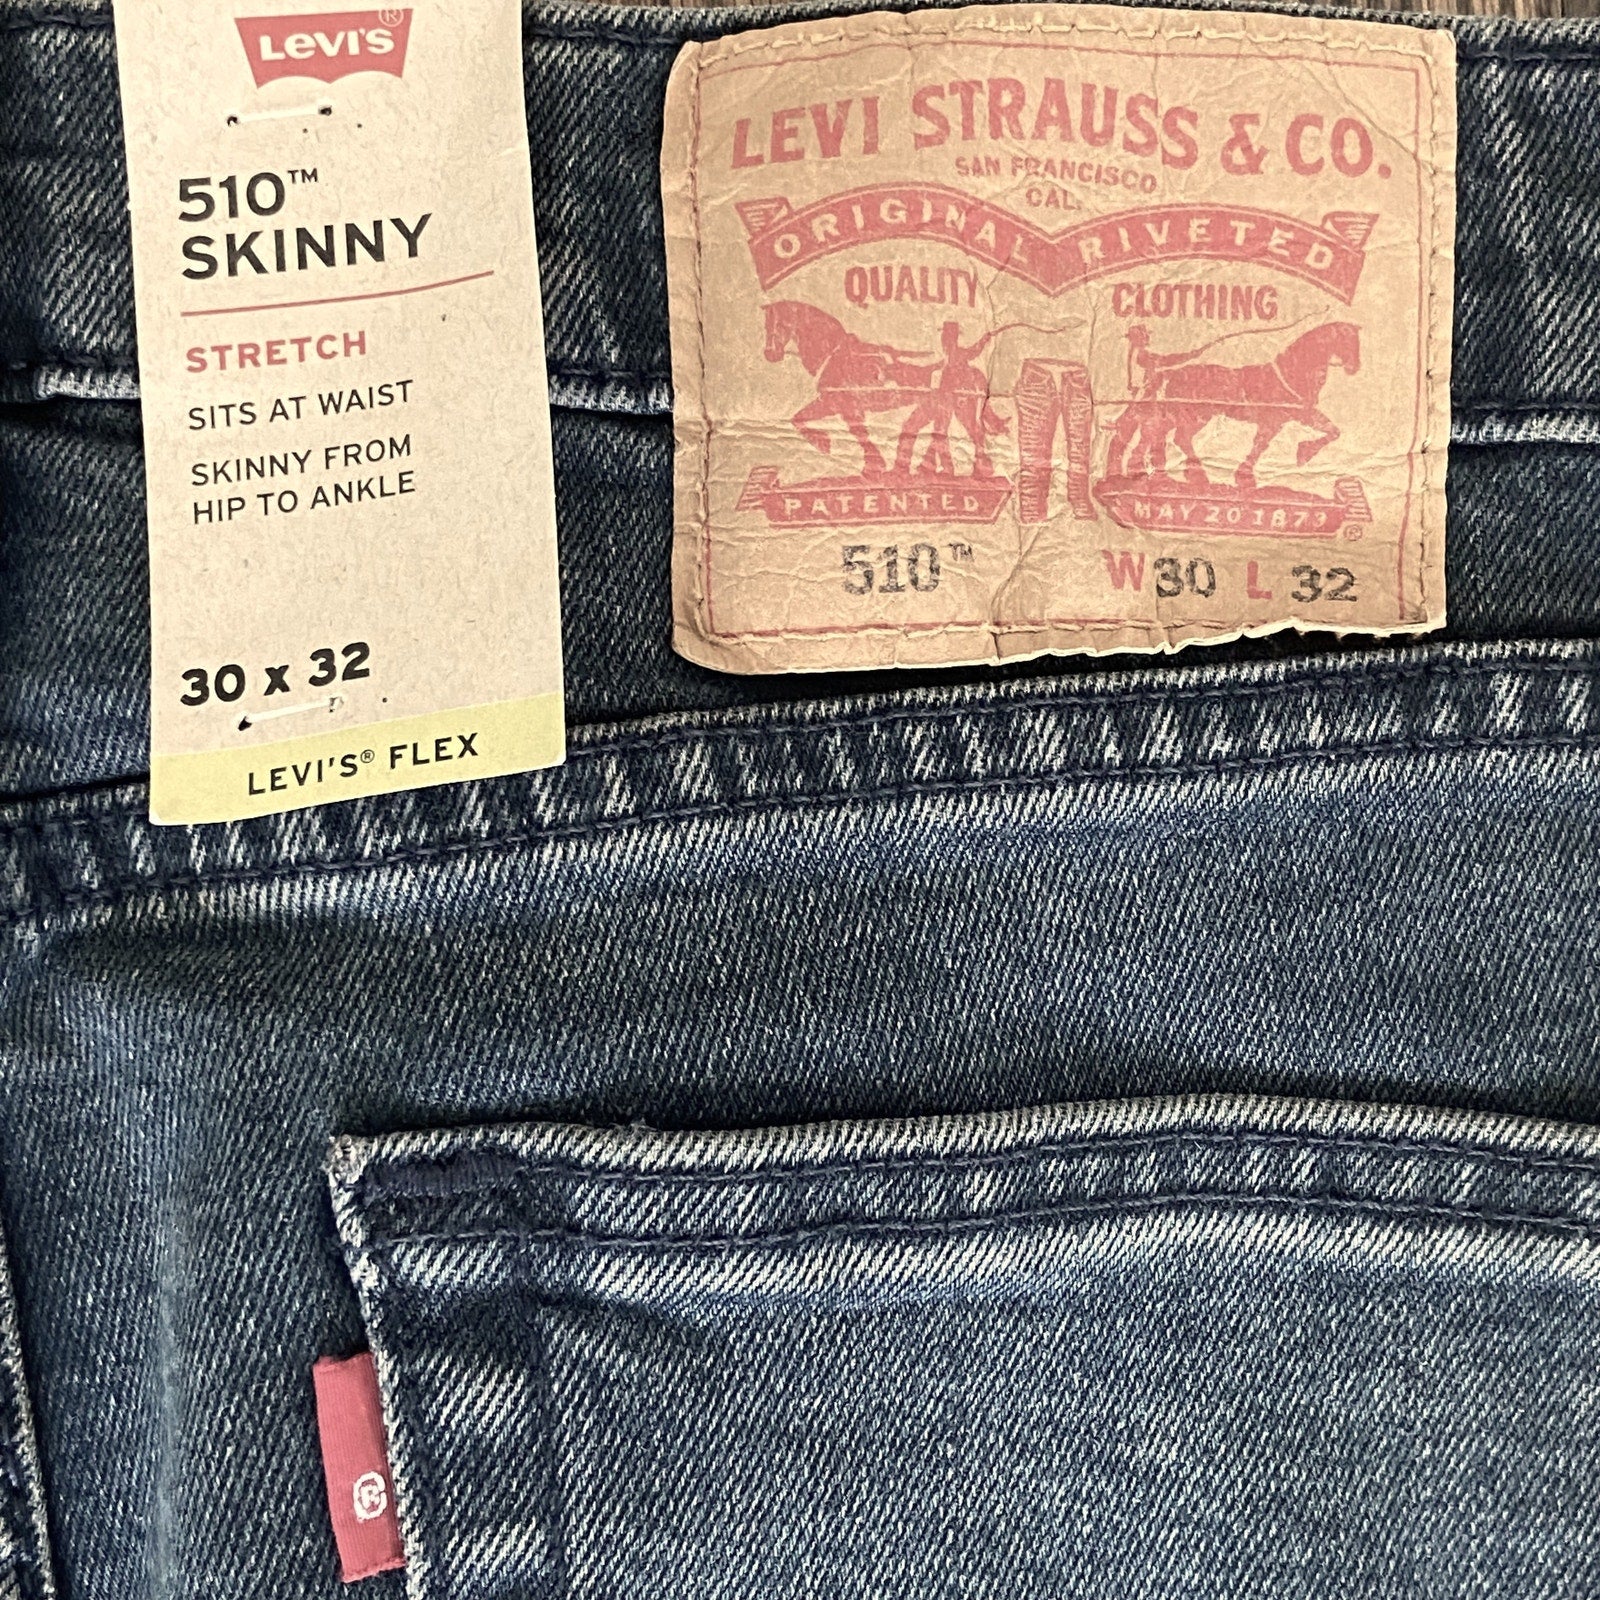 LEVI'S®
510™
SKINNY
STRETCH
SITS AT WAIST
SKINNY FROM
HIP TO ANKLE
30 x 32
LEVI'S® FLEX
LEVI STRAUSS & CO.
SAN FRANCISCO
CAL.
ORIGINAL RIVETED
QUALITY CLOTHING
PATENTED MAY 20 1873 ®
510™ W30 L 32
®